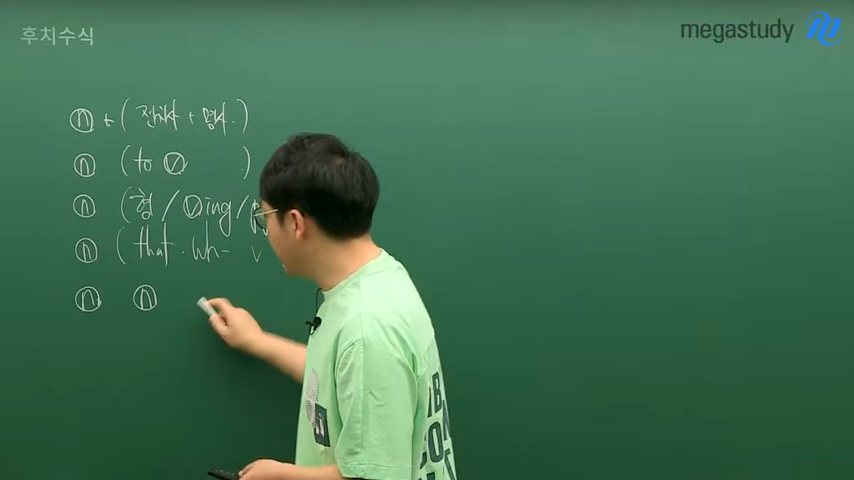 후치수식
megastudy
ⓝ + (전치사 + 명사)
ⓝ (to ⓥ )
ⓝ (형 / ⓥing / p
ⓝ (that. wh- v
ⓝ ⓝ